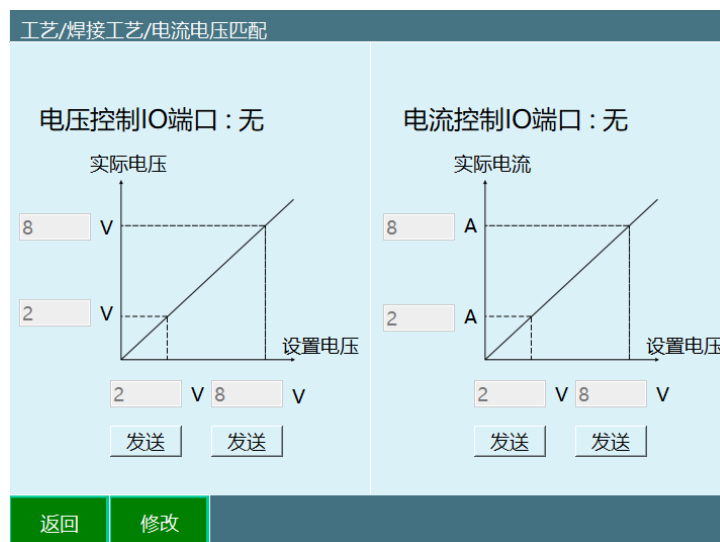 工艺/焊接工艺/电流电压匹配
电压控制IO端口 : 无
实际电压
8 V
2 V
设置电压
2 V 8 V
发送 发送
电流控制IO端口 : 无
实际电流
8 A
2 A
设置电压
2 V 8 V
发送 发送
返回 修改